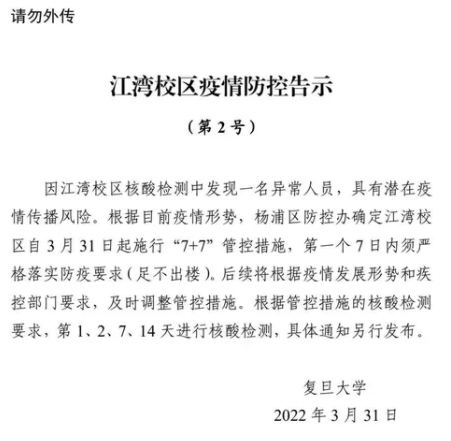 请勿外传
江湾校区疫情防控告示
（第 2 号）
因江湾校区核酸检测中发现一名异常人员，具有潜在疫
情传播风险。根据目前疫情形势，杨浦区防控办确定江湾校
区自 3 月 31 日起施行“7+7”管控措施，第一个 7 日内须严
格落实防疫要求（足不出楼）。后续将根据疫情发展形势和疾
控部门要求，及时调整管控措施。根据管控措施的核酸检测
要求，第 1、2、7、14 天进行核酸检测，具体通知另行发布。
复旦大学
2022 年 3 月 31 日